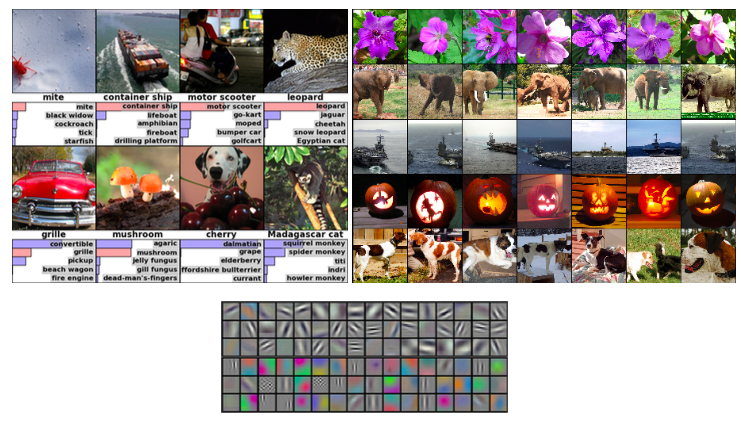 mite
container ship
motor scooter
leopard
mite
black widow
cockroach
tick
starfish
container ship
lifeboat
amphibian
fireboat
drilling platform
motor scooter
go-kart
moped
bumper car
golfcart
leopard
jaguar
cheetah
snow leopard
Egyptian cat
grille
mushroom
cherry
Madagascar cat
convertible
grille
pickup
beach wagon
fire engine
agaric
mushroom
jelly fungus
gill fungus
dead-man's-fingers
dalmatian
grape
elderberry
ffordshire bullterrier
currant
squirrel monkey
spider monkey
titi
indri
howler monkey